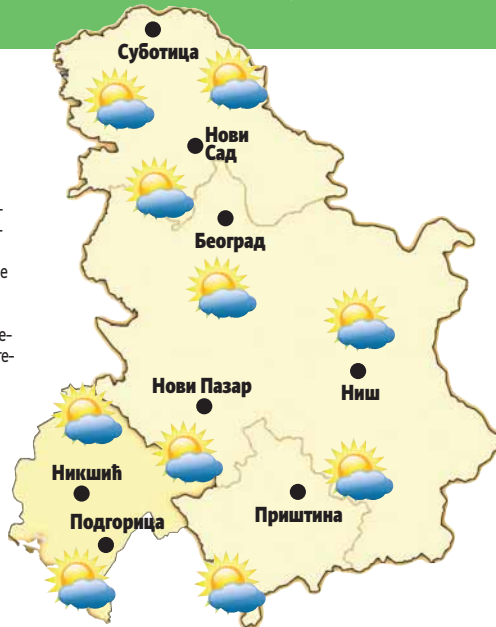 Суботица
Нови
Сад
Београд
е
Нови Пазар
Ниш
Никшић
Приштина
Подгорица